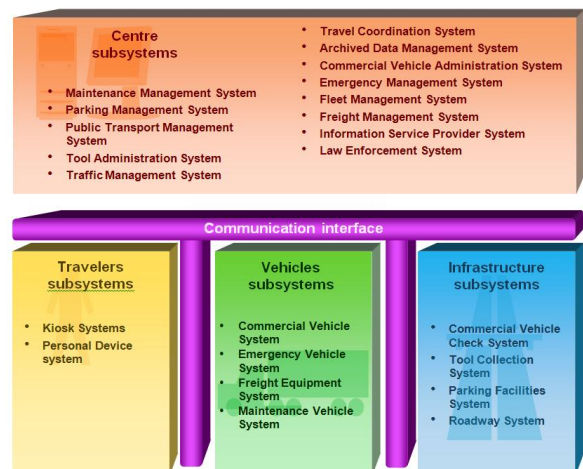 Centre
subsystems
• Maintenance Management System
• Parking Management System
• Public Transport Management
System
• Tool Administration System
• Traffic Management System
• Travel Coordination System
• Archived Data Management System
• Commercial Vehicle Administration System
• Emergency Management System
• Fleet Management System
• Freight Management System
• Information Service Provider System
• Law Enforcement System
Communication interface
Travelers
subsystems
• Kiosk Systems
• Personal Device
system
Vehicles
subsystems
• Commercial Vehicle
System
• Emergency Vehicle
System
• Freight Equipment
System
• Maintenance Vehicle
System
Infrastructure
subsystems
• Commercial Vehicle
Check System
• Tool Collection
System
• Parking Facilities
System
• Roadway System